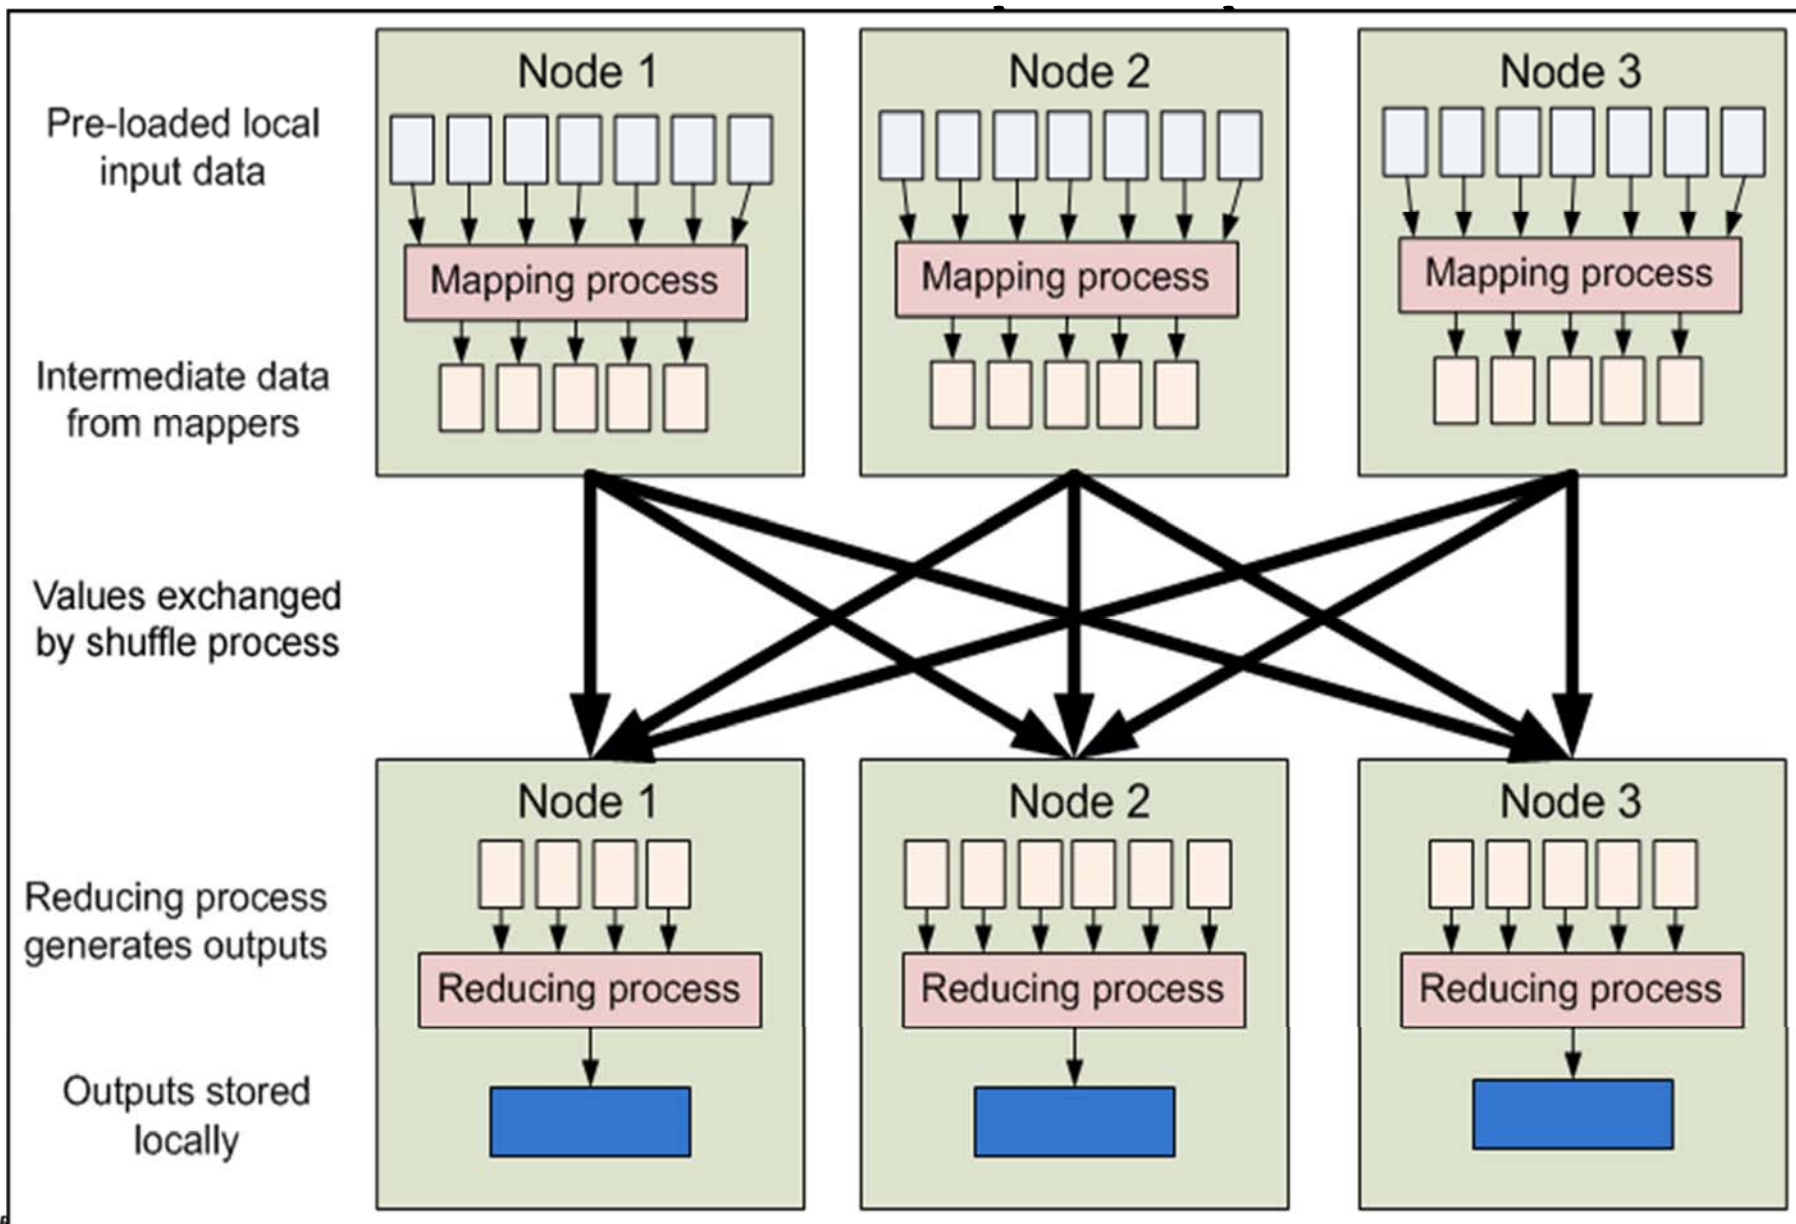 Node 1
Node 2
Node 3
Pre-loaded local
input data
Mapping process
Mapping process
Mapping process
Intermediate data
from mappers
Values exchanged
by shuffle process
Node 1
Node 2
Node 3
Reducing process
generates outputs
Reducing process
Reducing process
Reducing process
Outputs stored
locally